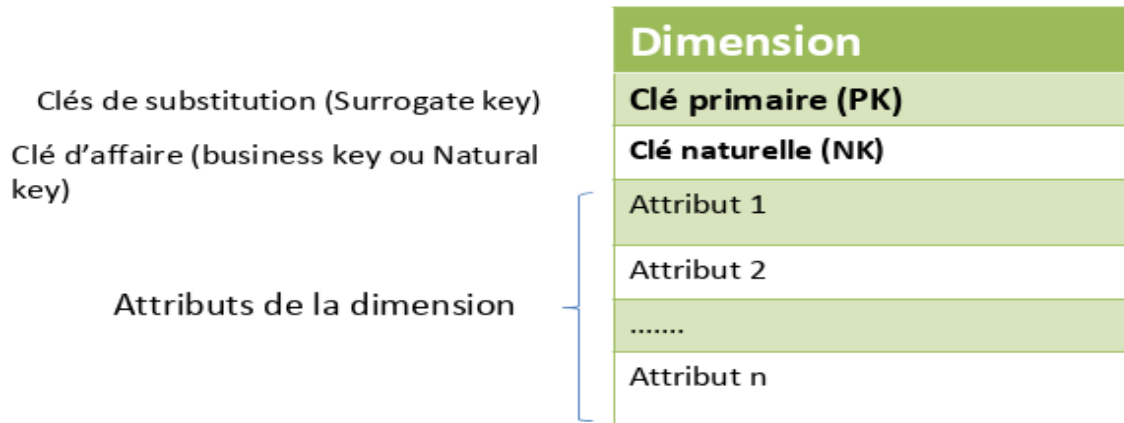 Dimension
Clés de substitution (Surrogate key)
Clé primaire (PK)
Clé d’affaire (business key ou Natural
key)
Clé naturelle (NK)
Attribut 1
Attribut 2
Attributs de la dimension
.......
Attribut n